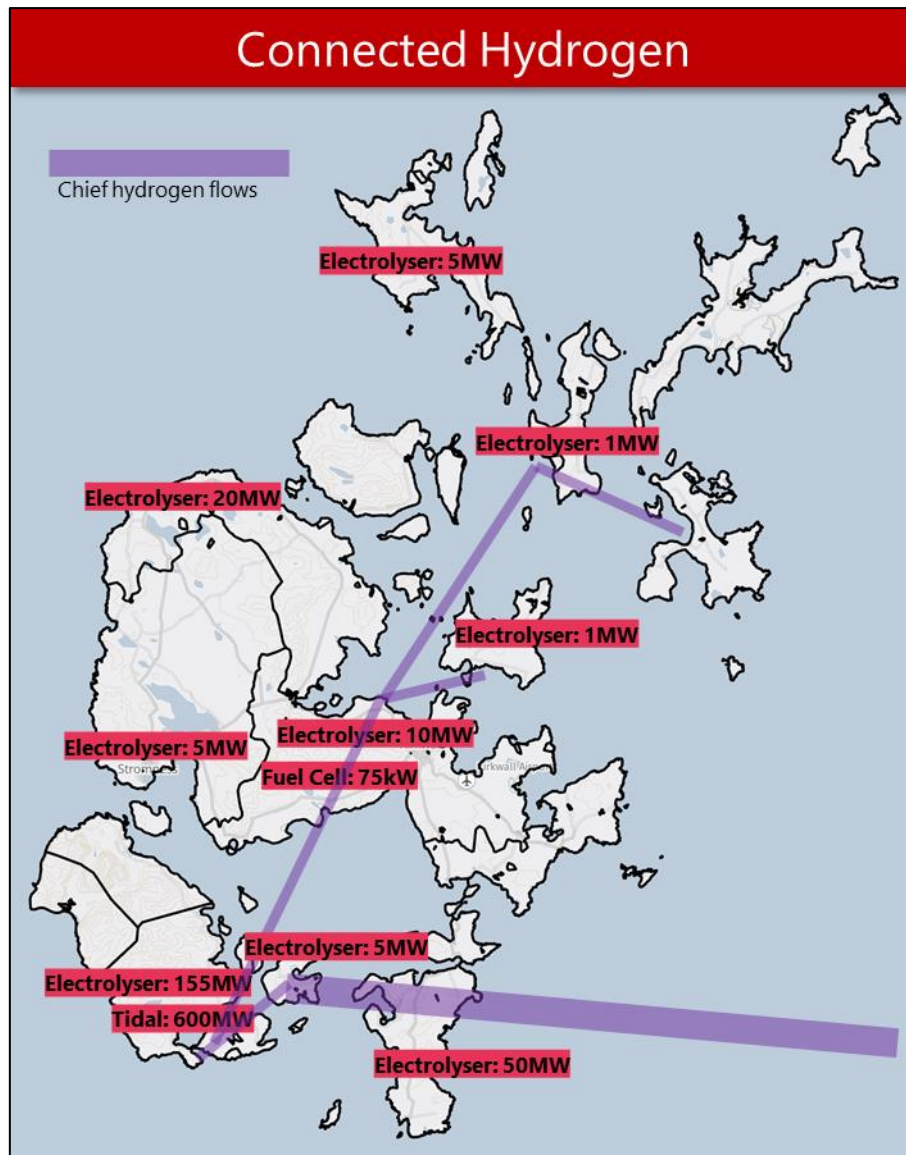 Connected Hydrogen
Chief hydrogen flows
Electrolyser: 5MW
Electrolyser: 1MW
Electrolyser: 20MW
Electrolyser: 1MW
Electrolyser: 10MW
Electrolyser: 5MW
Stromness
Fuel Cell: 75kW
Electrolyser: 5MW
Electrolyser: 155MW
Tidal: 600MW
Electrolyser: 50MW